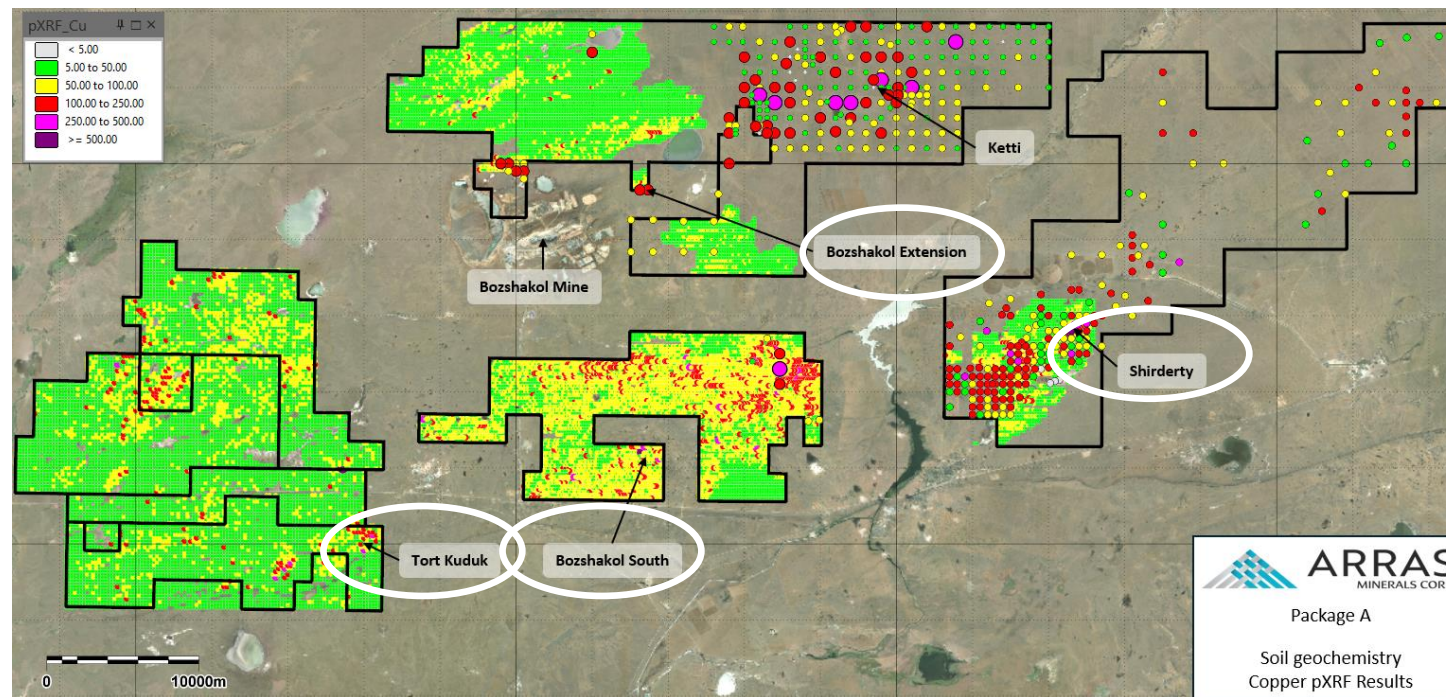 pXRF_Cu
< 5.00
5.00 to 50.00
50.00 to 100.00
100.00 to 250.00
250.00 to 500.00
>= 500.00
Ketti
Bozshakol Extension
Bozshakol Mine
Shirderty
Tort Kuduk
Bozshakol South
0
10000m
ARRAS
MINERALS CORP
Package A
Soil geochemistry
Copper pXRF Results